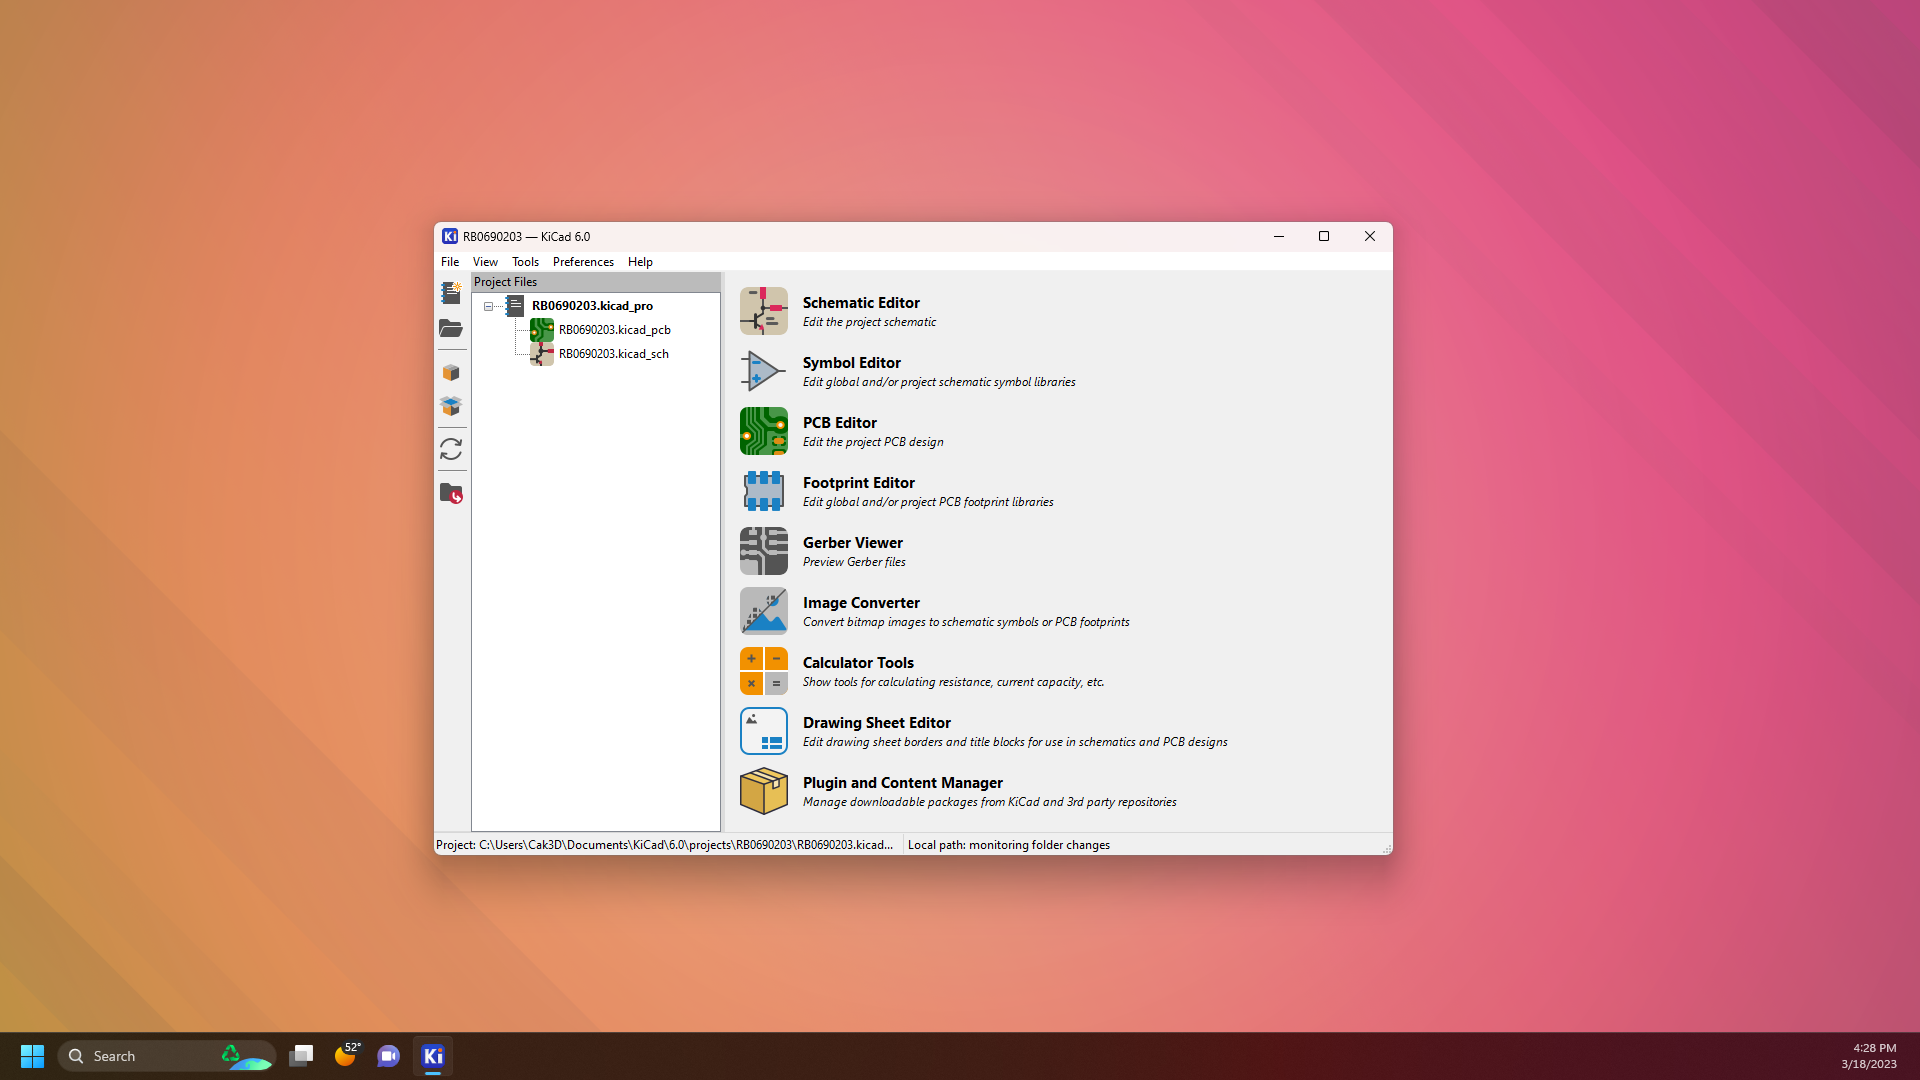 Ki RB0690203 — KiCad 6.0
File View Tools Preferences Help
Project Files
RB0690203.kicad_pro
RB0690203.kicad_pcb
RB0690203.kicad_sch
Schematic Editor
Edit the project schematic
Symbol Editor
Edit global and/or project schematic symbol libraries
PCB Editor
Edit the project PCB design
Footprint Editor
Edit global and/or project PCB footprint libraries
Gerber Viewer
Preview Gerber files
Image Converter
Convert bitmap images to schematic symbols or PCB footprints
Calculator Tools
Show tools for calculating resistance, current capacity, etc.
Drawing Sheet Editor
Edit drawing sheet borders and title blocks for use in schematics and PCB designs
Plugin and Content Manager
Manage downloadable packages from KiCad and 3rd party repositories
Project: C:\Users\Cak3D\Documents\KiCad\6.0\projects\RB0690203\RB0690203.kicad... Local path: monitoring folder changes
Search 52° Ki
4:28 PM
3/18/2023